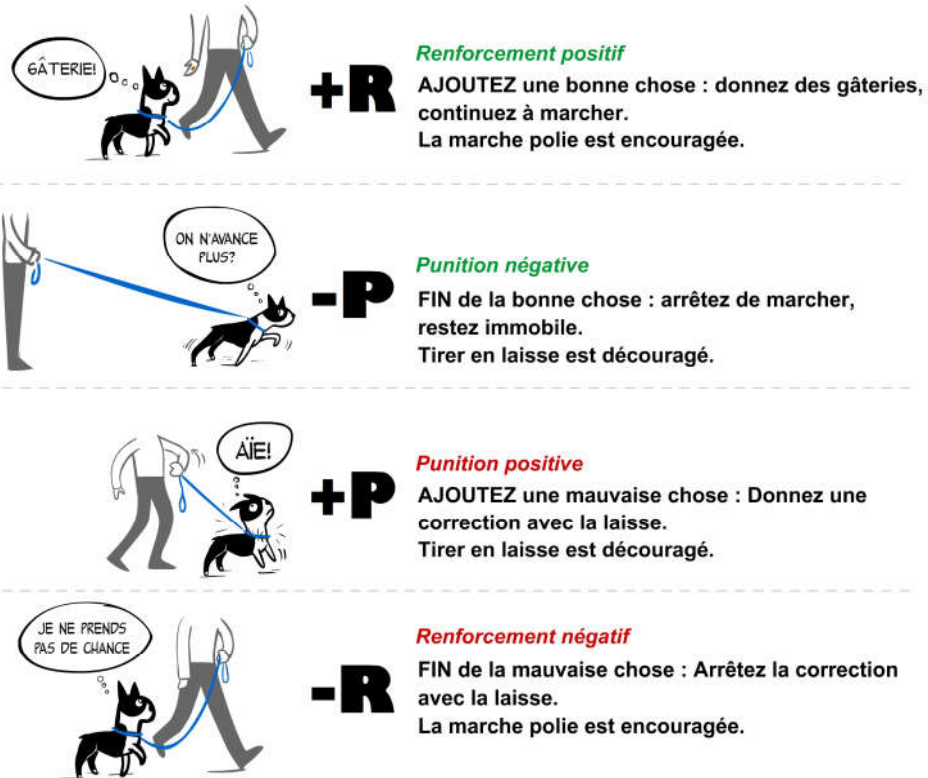 GÂTERIE!
+R
Renforcement positif
AJOUTEZ une bonne chose : donnez des gâteries,
continuez à marcher.
La marche polie est encouragée.
ON N'AVANCE
PLUS?
-P
Punition négative
FIN de la bonne chose : arrêtez de marcher,
restez immobile.
Tirer en laisse est découragé.
AÏE!
+P
Punition positive
AJOUTEZ une mauvaise chose : Donnez une
correction avec la laisse.
Tirer en laisse est découragé.
JE NE PRENDS
PAS DE CHANCE
-R
Renforcement négatif
FIN de la mauvaise chose : Arrêtez la correction
avec la laisse.
La marche polie est encouragée.